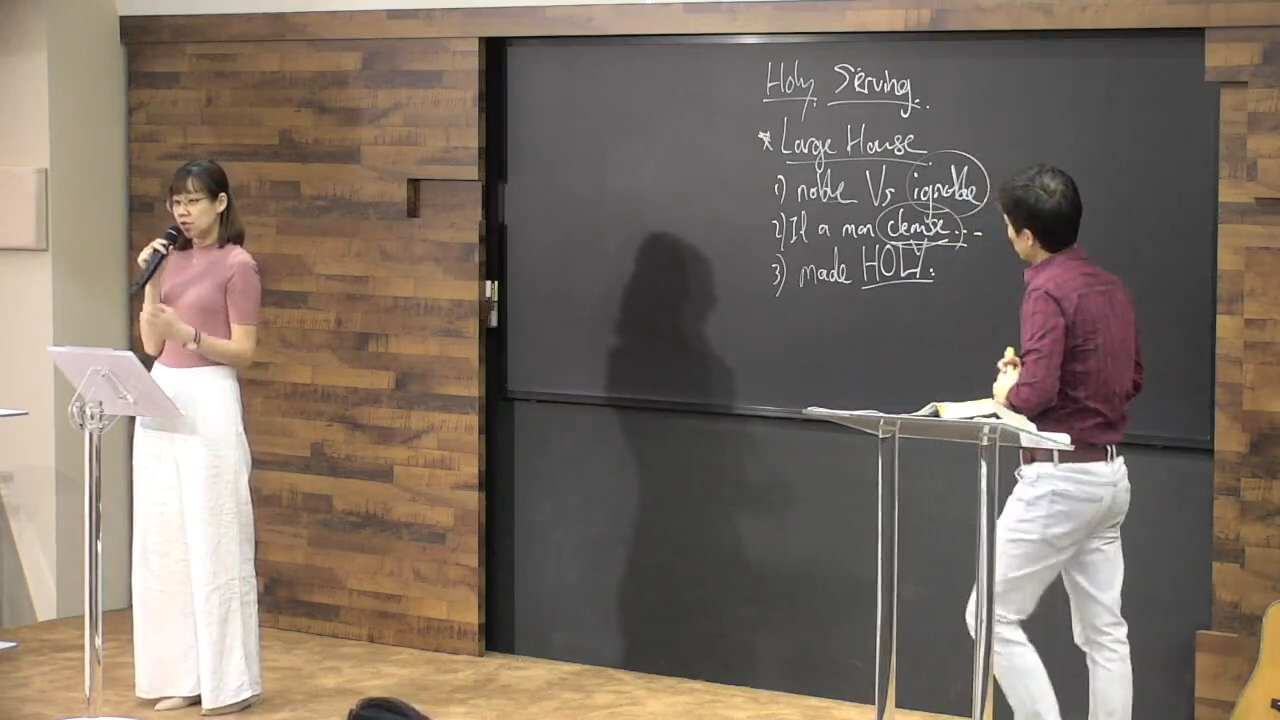 Holy Serving..
* Large House
1) noble Vs ignoble
2) If a man cleanse...
3) made HOLY.